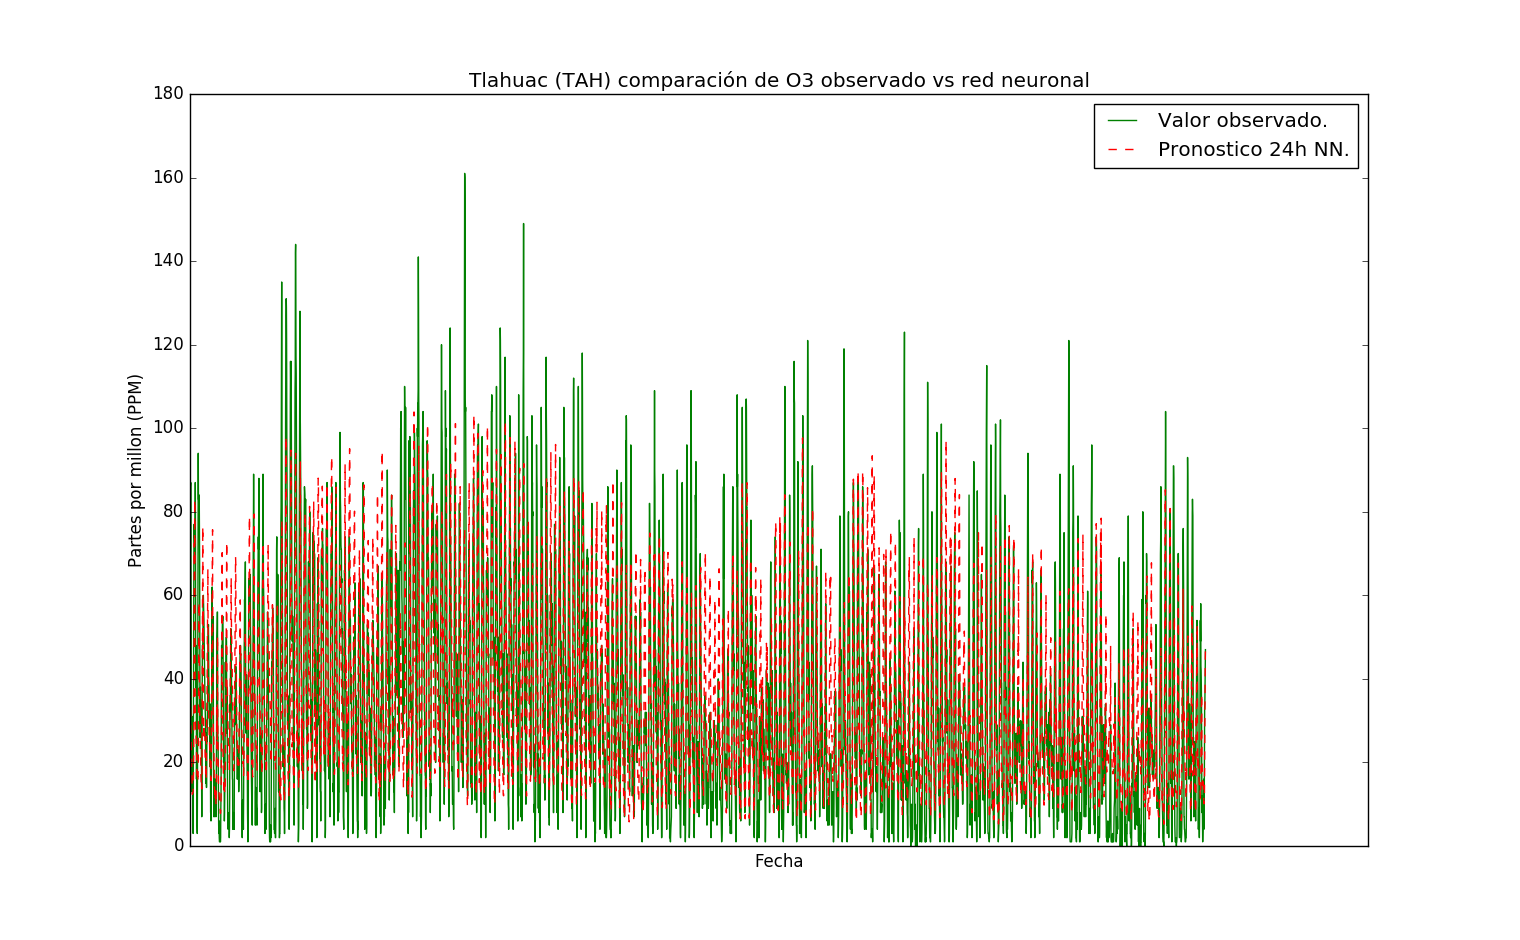 Tlahuac (TAH) comparación de O3 observado vs red neuronal
180
160
140
120
100
80
60
40
20
0
Partes por millon (PPM)
Fecha
Valor observado.
Pronostico 24h NN.